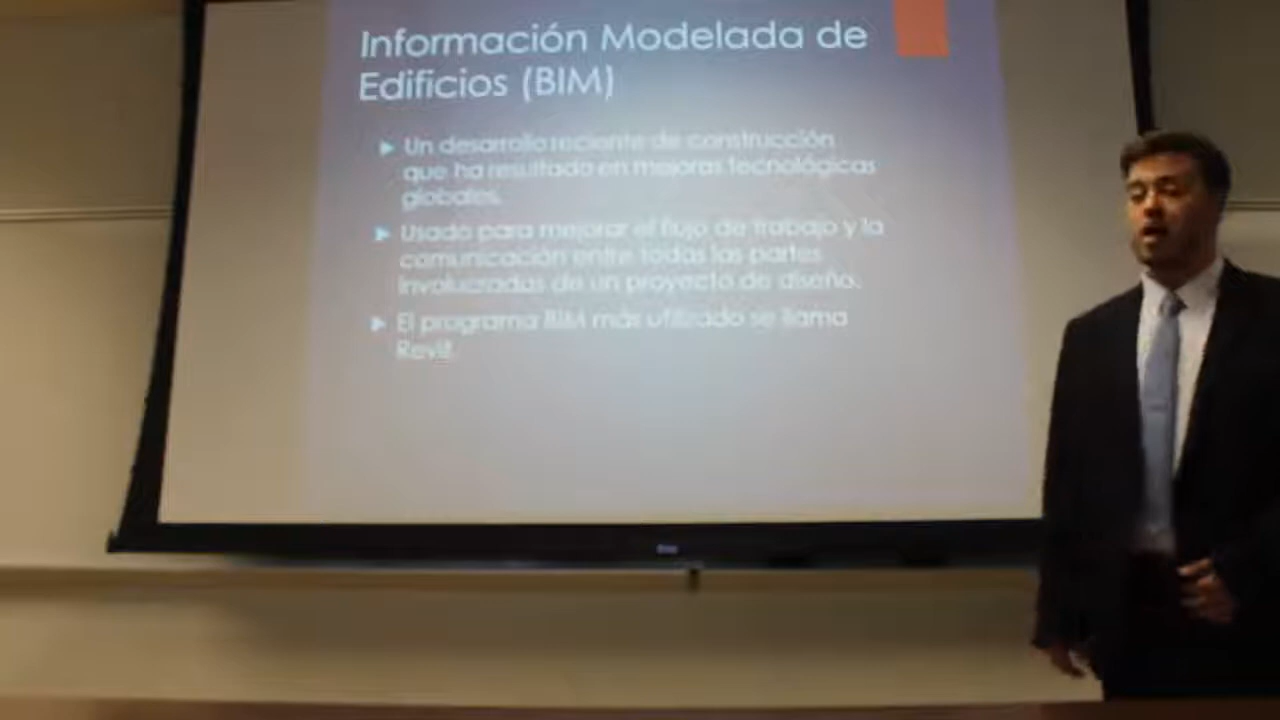 Información Modelada de
Edificios (BIM)
Un desarrollo reciente de construcción
que ha resultado en mejoras tecnológicas
globales.
Usado para mejorar el flujo de trabajo y la
comunicación entre todas las partes
involucradas de un proyecto de diseño.
El programa BIM más utilizado se llama
Revit.